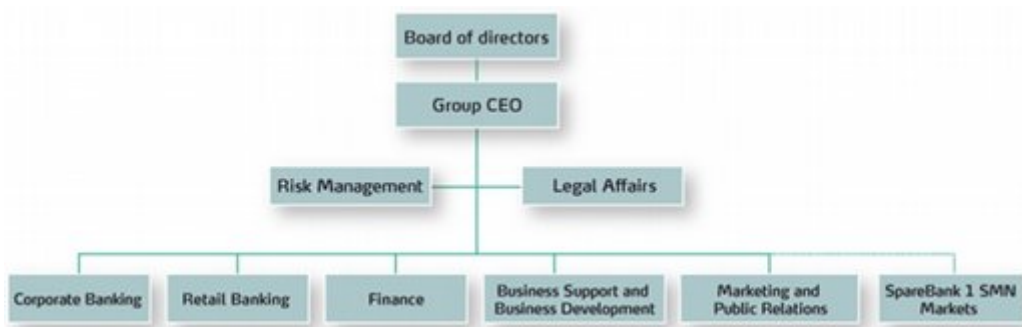 Board of directors
Group CEO
Risk Management
Legal Affairs
Corporate Banking
Retail Banking
Finance
Business Support and
Business Development
Marketing and
Public Relations
SpareBank 1 SMN
Markets